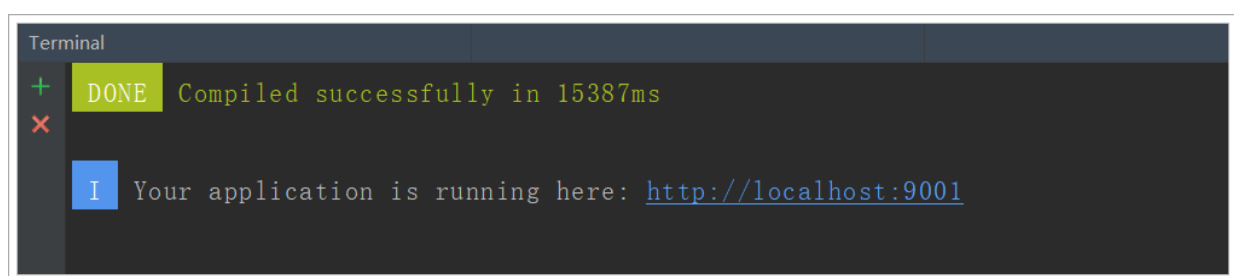 Terminal
DONE Compiled successfully in 15387ms
I Your application is running here: http://localhost:9001